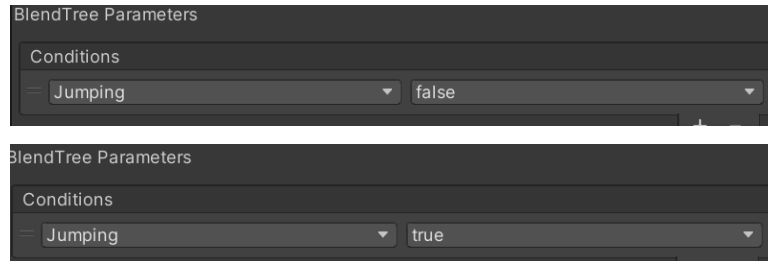 BlendTree Parameters
Conditions
Jumping false
BlendTree Parameters
Conditions
Jumping true